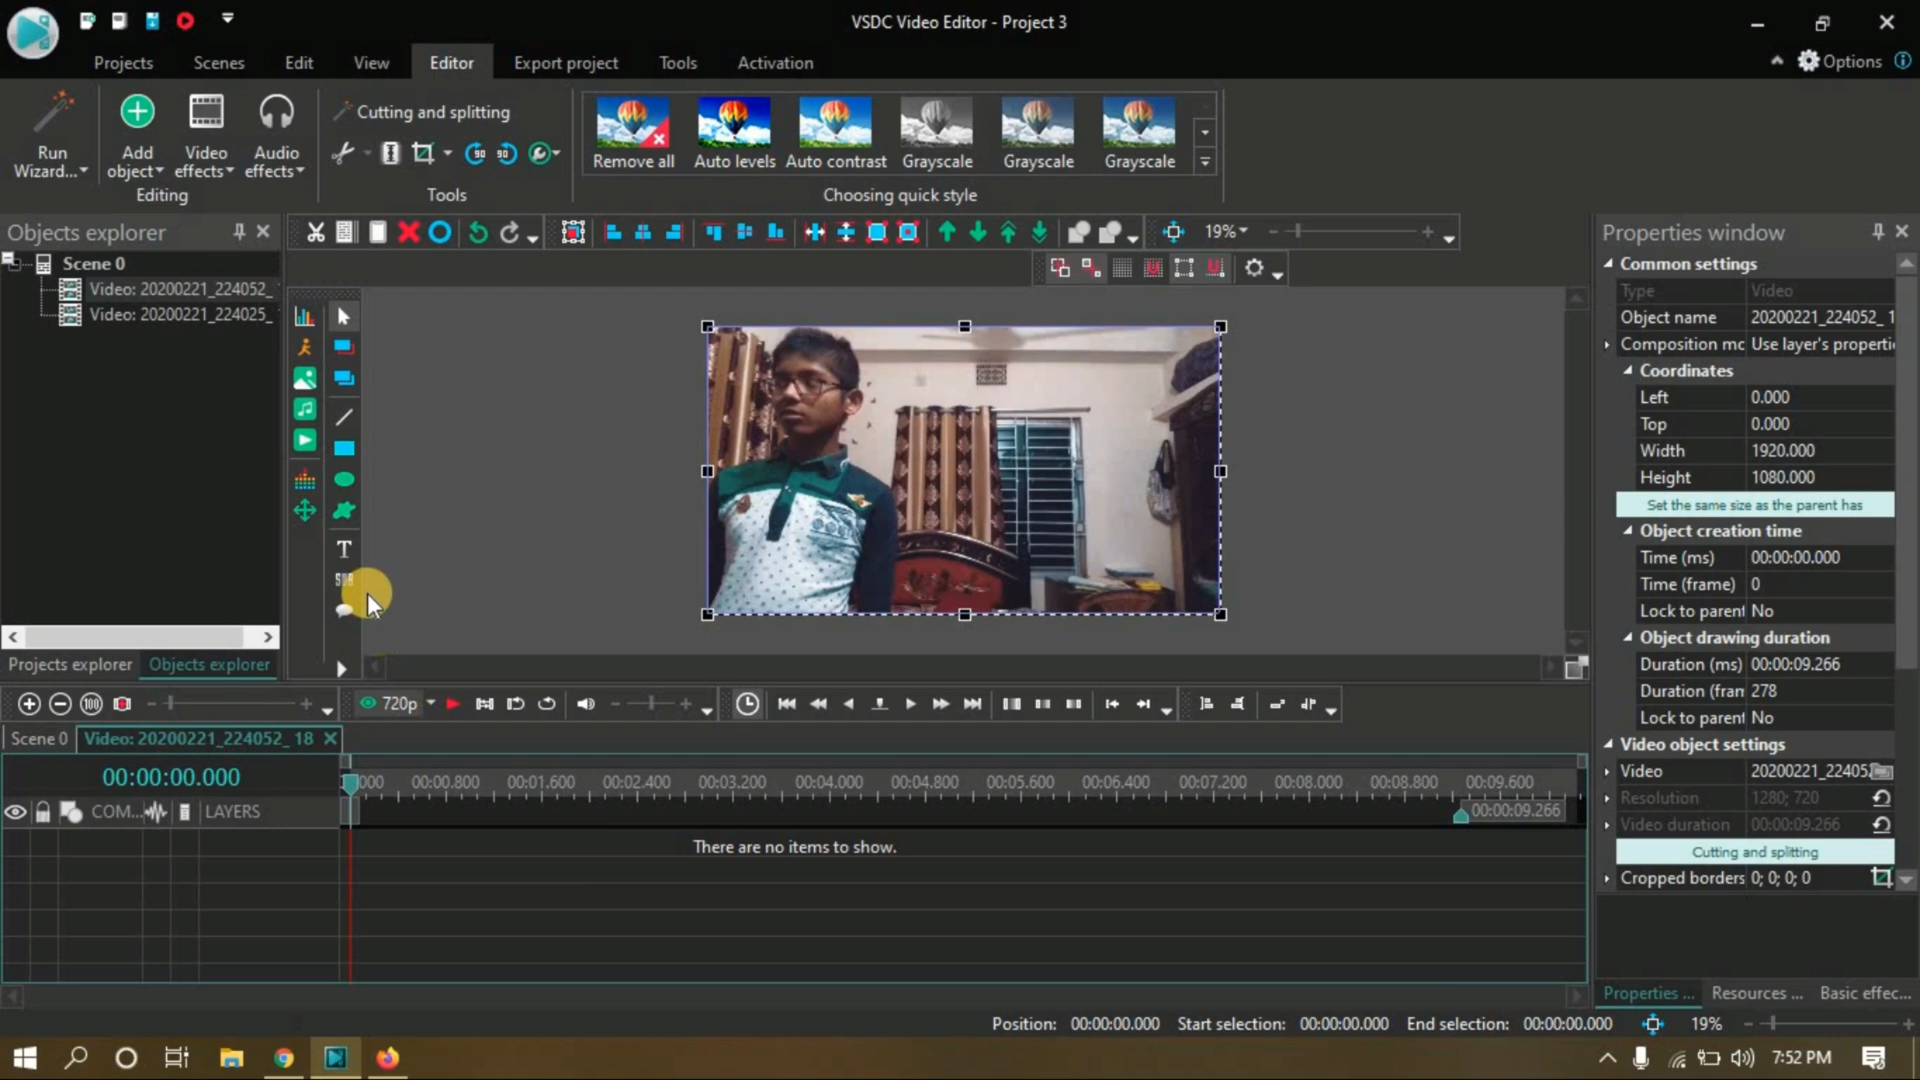 VSDC Video Editor - Project 3
Projects Scenes Edit View Editor Export project Tools Activation Options
Run Wizard...
Add object
Video effects
Audio effects
Editing
Cutting and splitting
Tools
Remove all Auto levels Auto contrast Grayscale Grayscale Grayscale
Choosing quick style
Objects explorer
19%
Properties window
Scene 0
Video: 20200221_224052_
Video: 20200221_224025_
Projects explorer Objects explorer
T
Common settings
Type Video
Object name 20200221_224052_ 1
Composition mc Use layer's properti
Coordinates
Left 0.000
Top 0.000
Width 1920.000
Height 1080.000
Set the same size as the parent has
Object creation time
Time (ms) 00:00:00.000
Time (frame) 0
Lock to parent No
Object drawing duration
Duration (ms) 00:00:09.266
Duration (fran 278
Lock to parent No
Video object settings
Video 20200221_22405
Resolution 1280; 720
Video duration 00:00:09.266
Cutting and splitting
Cropped borders 0; 0; 0; 0
Properties ... Resources ... Basic effec...
720p
Scene 0 Video: 20200221_224052_ 18
00:00:00.000
000 00:00.800 00:01.600 00:02.400 00:03.200 00:04.000 00:04.800 00:05.600 00:06.400 00:07.200 00:08.000 00:08.800 00:09.600
COM... LAYERS
00:00:09.266
There are no items to show.
Position: 00:00:00.000 Start selection: 00:00:00.000 End selection: 00:00:00.000 19%
7:52 PM